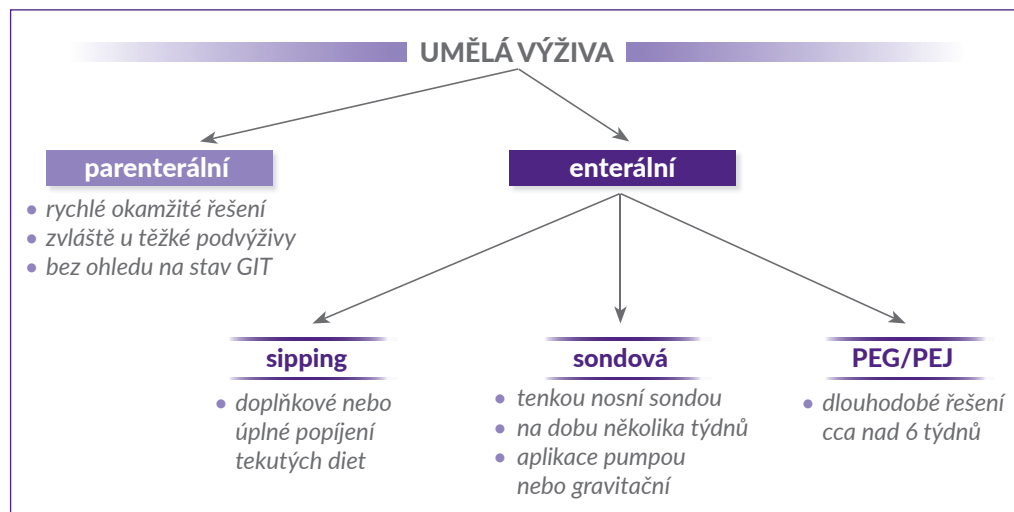 UMĚLÁ VÝŽIVA
parenterální
• rychlé okamžité řešení
• zvláště u těžké podvýživy
• bez ohledu na stav GIT
enterální
sipping
• doplňkové nebo
úplné popíjení
tekutých diet
sondová
• tenkou nosní sondou
• na dobu několika týdnů
• aplikace pumpou
nebo gravitační
PEG/PEJ
• dlouhodobé řešení
cca nad 6 týdnů